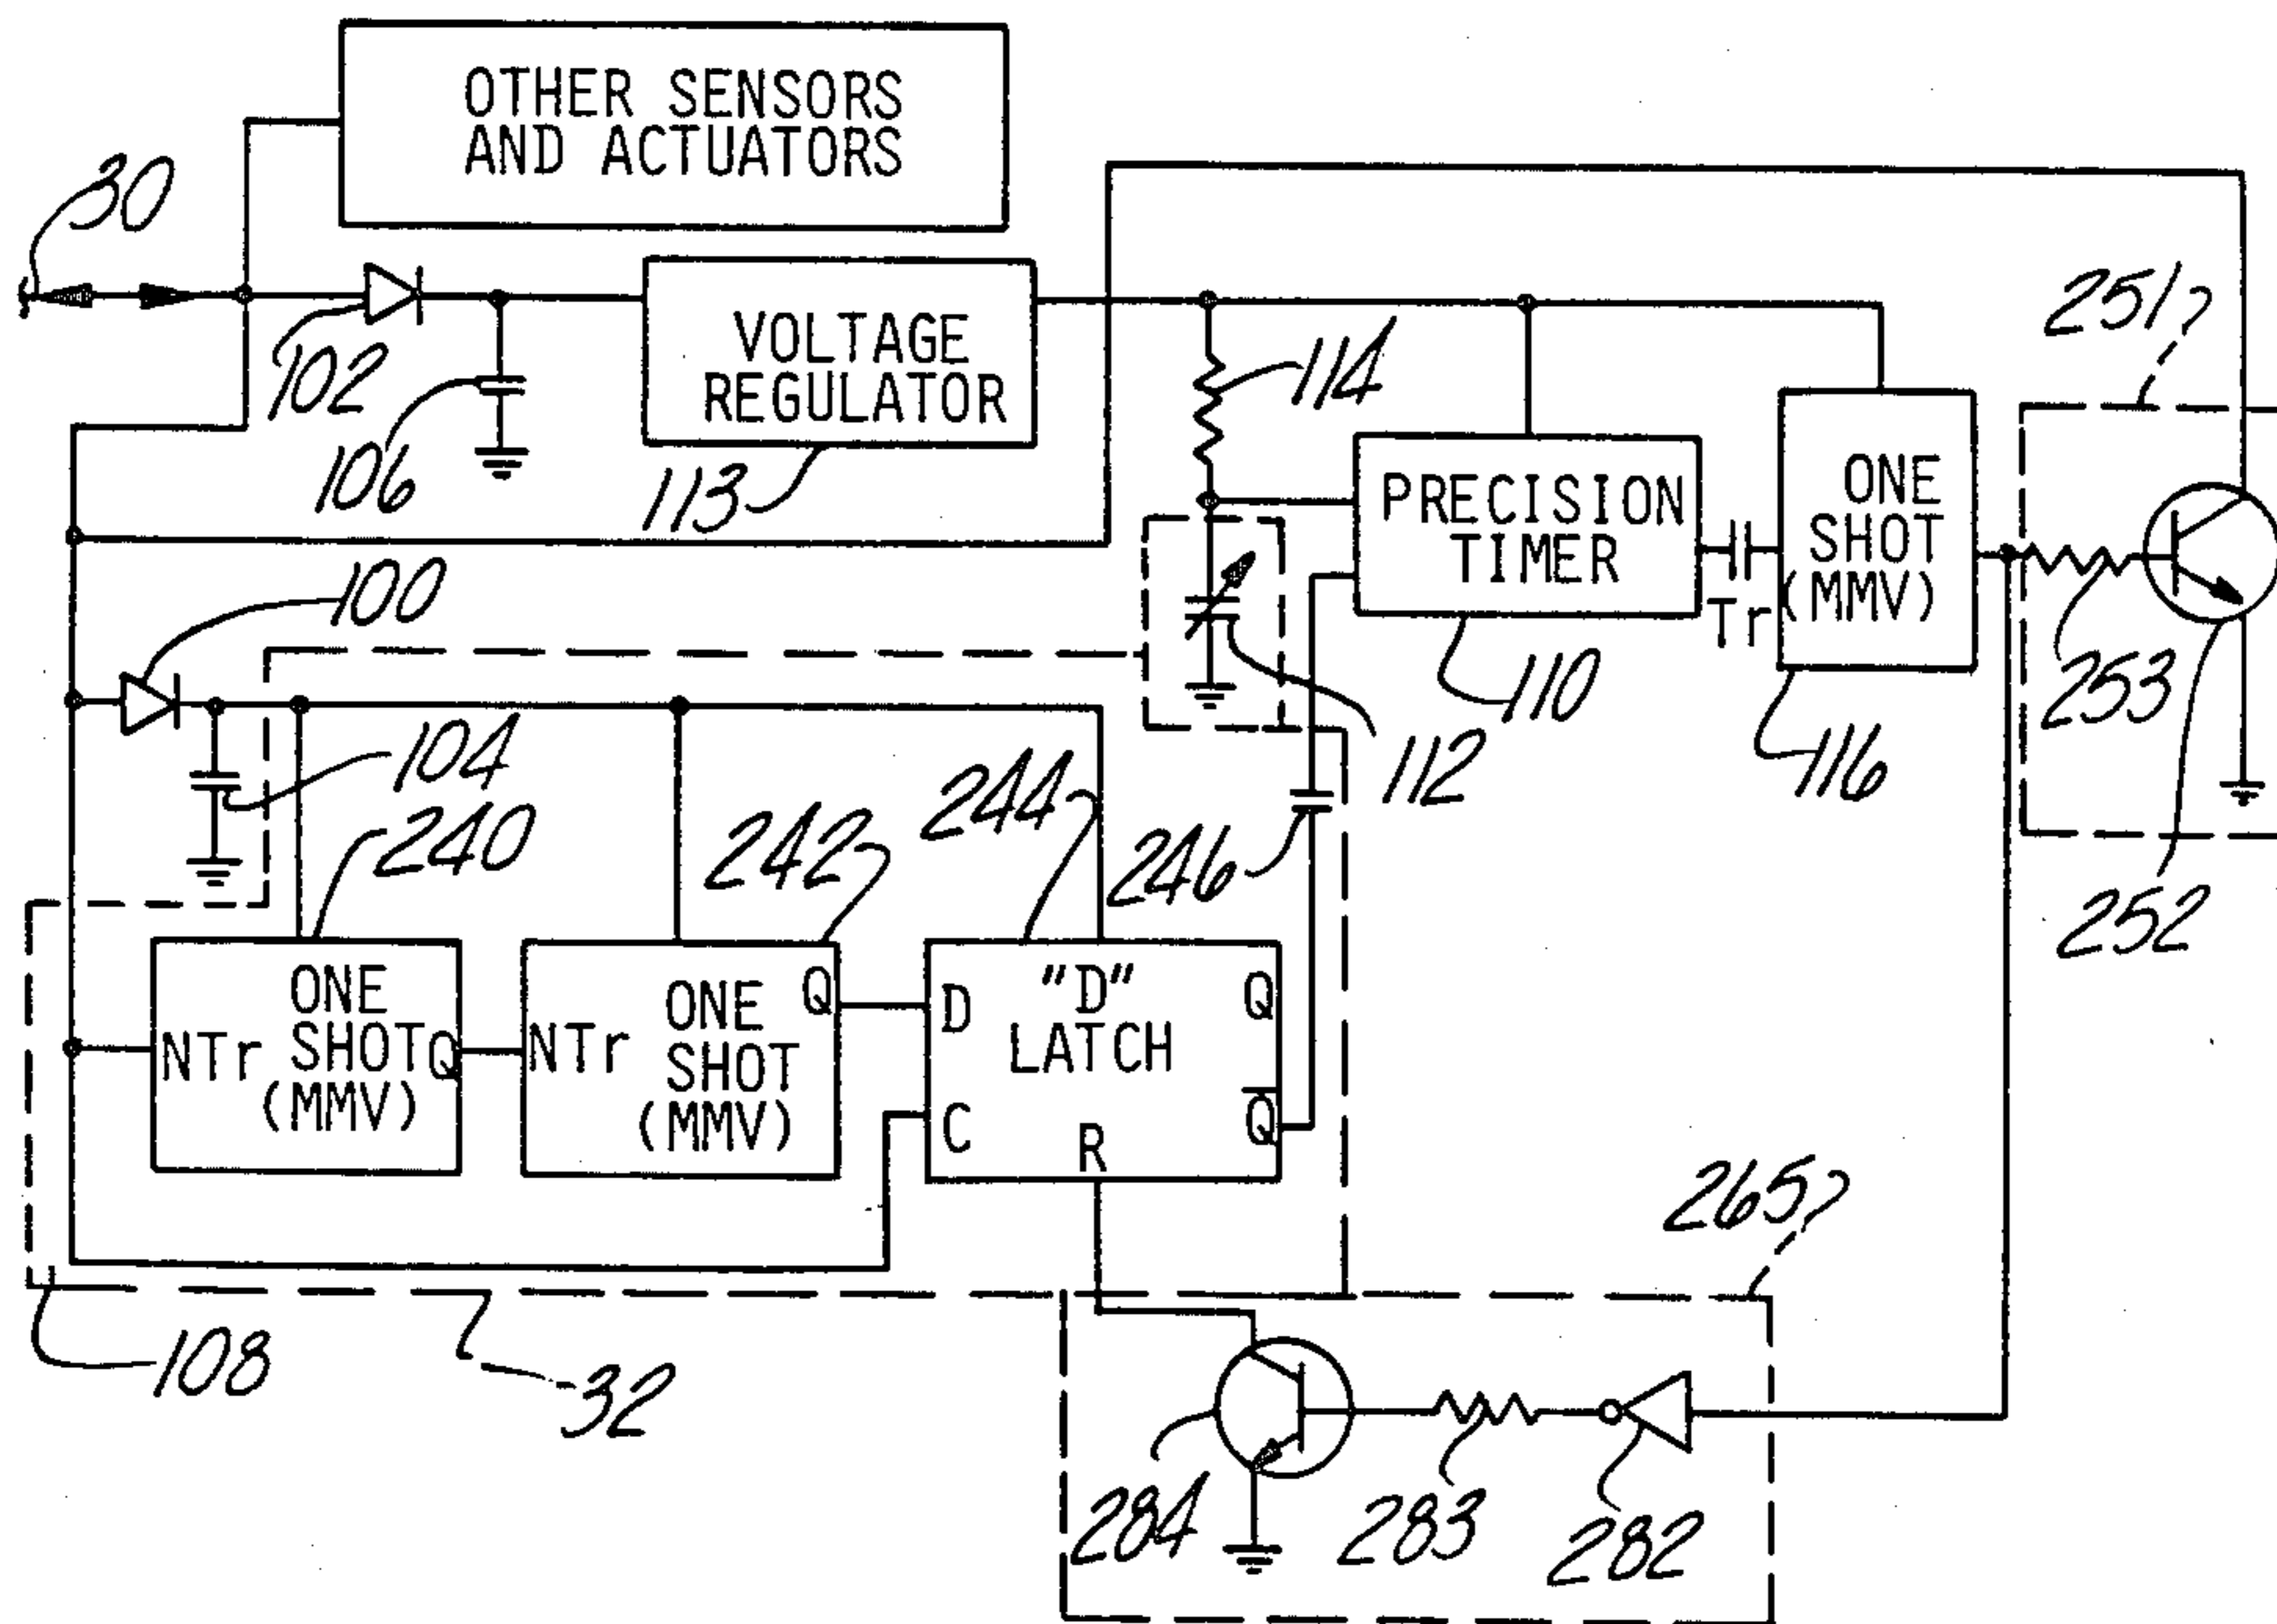 OTHER SENSORS
AND ACTUATORS
30
VOLTAGE
REGULATOR
102
106
113
114
251
PRECISION
TIMER
Tr
ONE
SHOT
(MMV)
100
110
116
253
252
112
104
240
242
244
246
NTr
ONE
SHOT
(MMV)
Q
NTr
ONE
SHOT
(MMV)
Q
D
"D"
LATCH
Q
C
R
Q̅
265
108
32
284
283
282